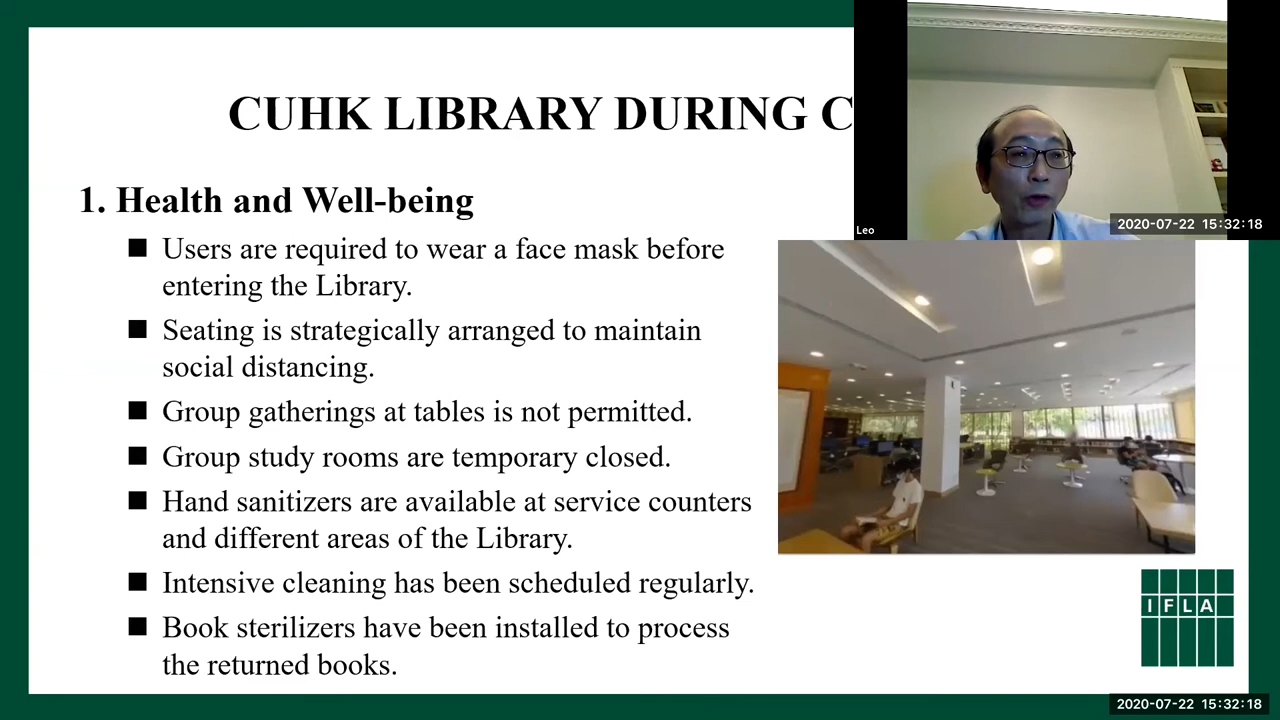 CUHK LIBRARY DURING C
1. Health and Well-being
■ Users are required to wear a face mask before
entering the Library.
■ Seating is strategically arranged to maintain
social distancing.
■ Group gatherings at tables is not permitted.
■ Group study rooms are temporary closed.
■ Hand sanitizers are available at service counters
and different areas of the Library.
■ Intensive cleaning has been scheduled regularly.
■ Book sterilizers have been installed to process
the returned books.
Leo
2020-07-22 15:32:18
IFLA
2020-07-22 15:32:18